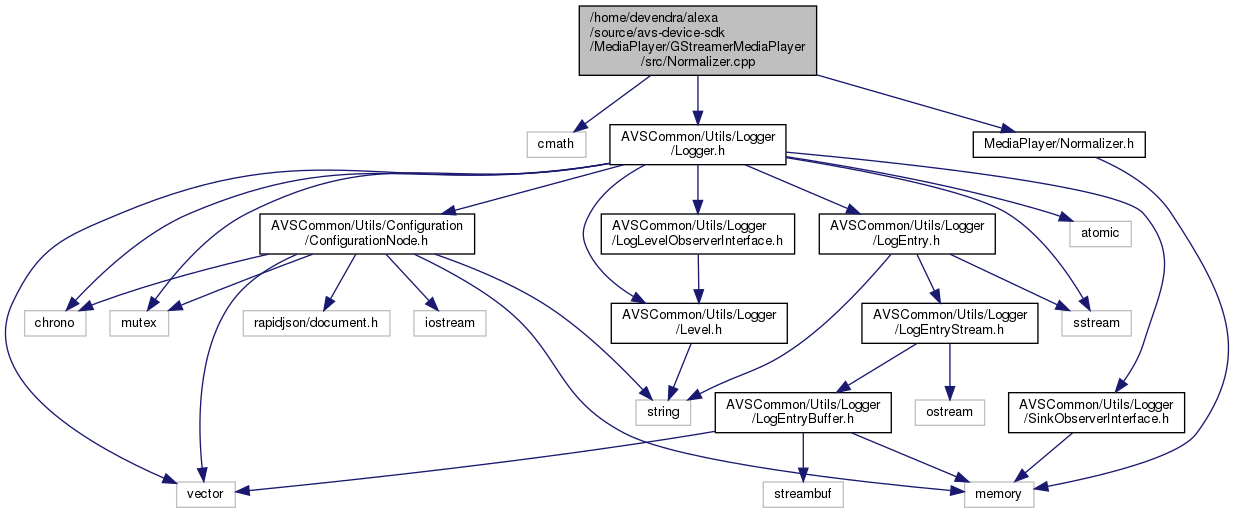 /home/devendra/alexa
/source/avs-device-sdk
/MediaPlayer/GStreamerMediaPlayer
/src/Normalizer.cpp
cmath
AVSCommon/Utils/Logger
/Logger.h
MediaPlayer/Normalizer.h
AVSCommon/Utils/Configuration
/ConfigurationNode.h
AVSCommon/Utils/Logger
/LogLevelObserverInterface.h
AVSCommon/Utils/Logger
/LogEntry.h
atomic
chrono
mutex
rapidjson/document.h
iostream
AVSCommon/Utils/Logger
/Level.h
AVSCommon/Utils/Logger
/LogEntryStream.h
sstream
string
AVSCommon/Utils/Logger
/LogEntryBuffer.h
ostream
AVSCommon/Utils/Logger
/SinkObserverInterface.h
vector
streambuf
memory